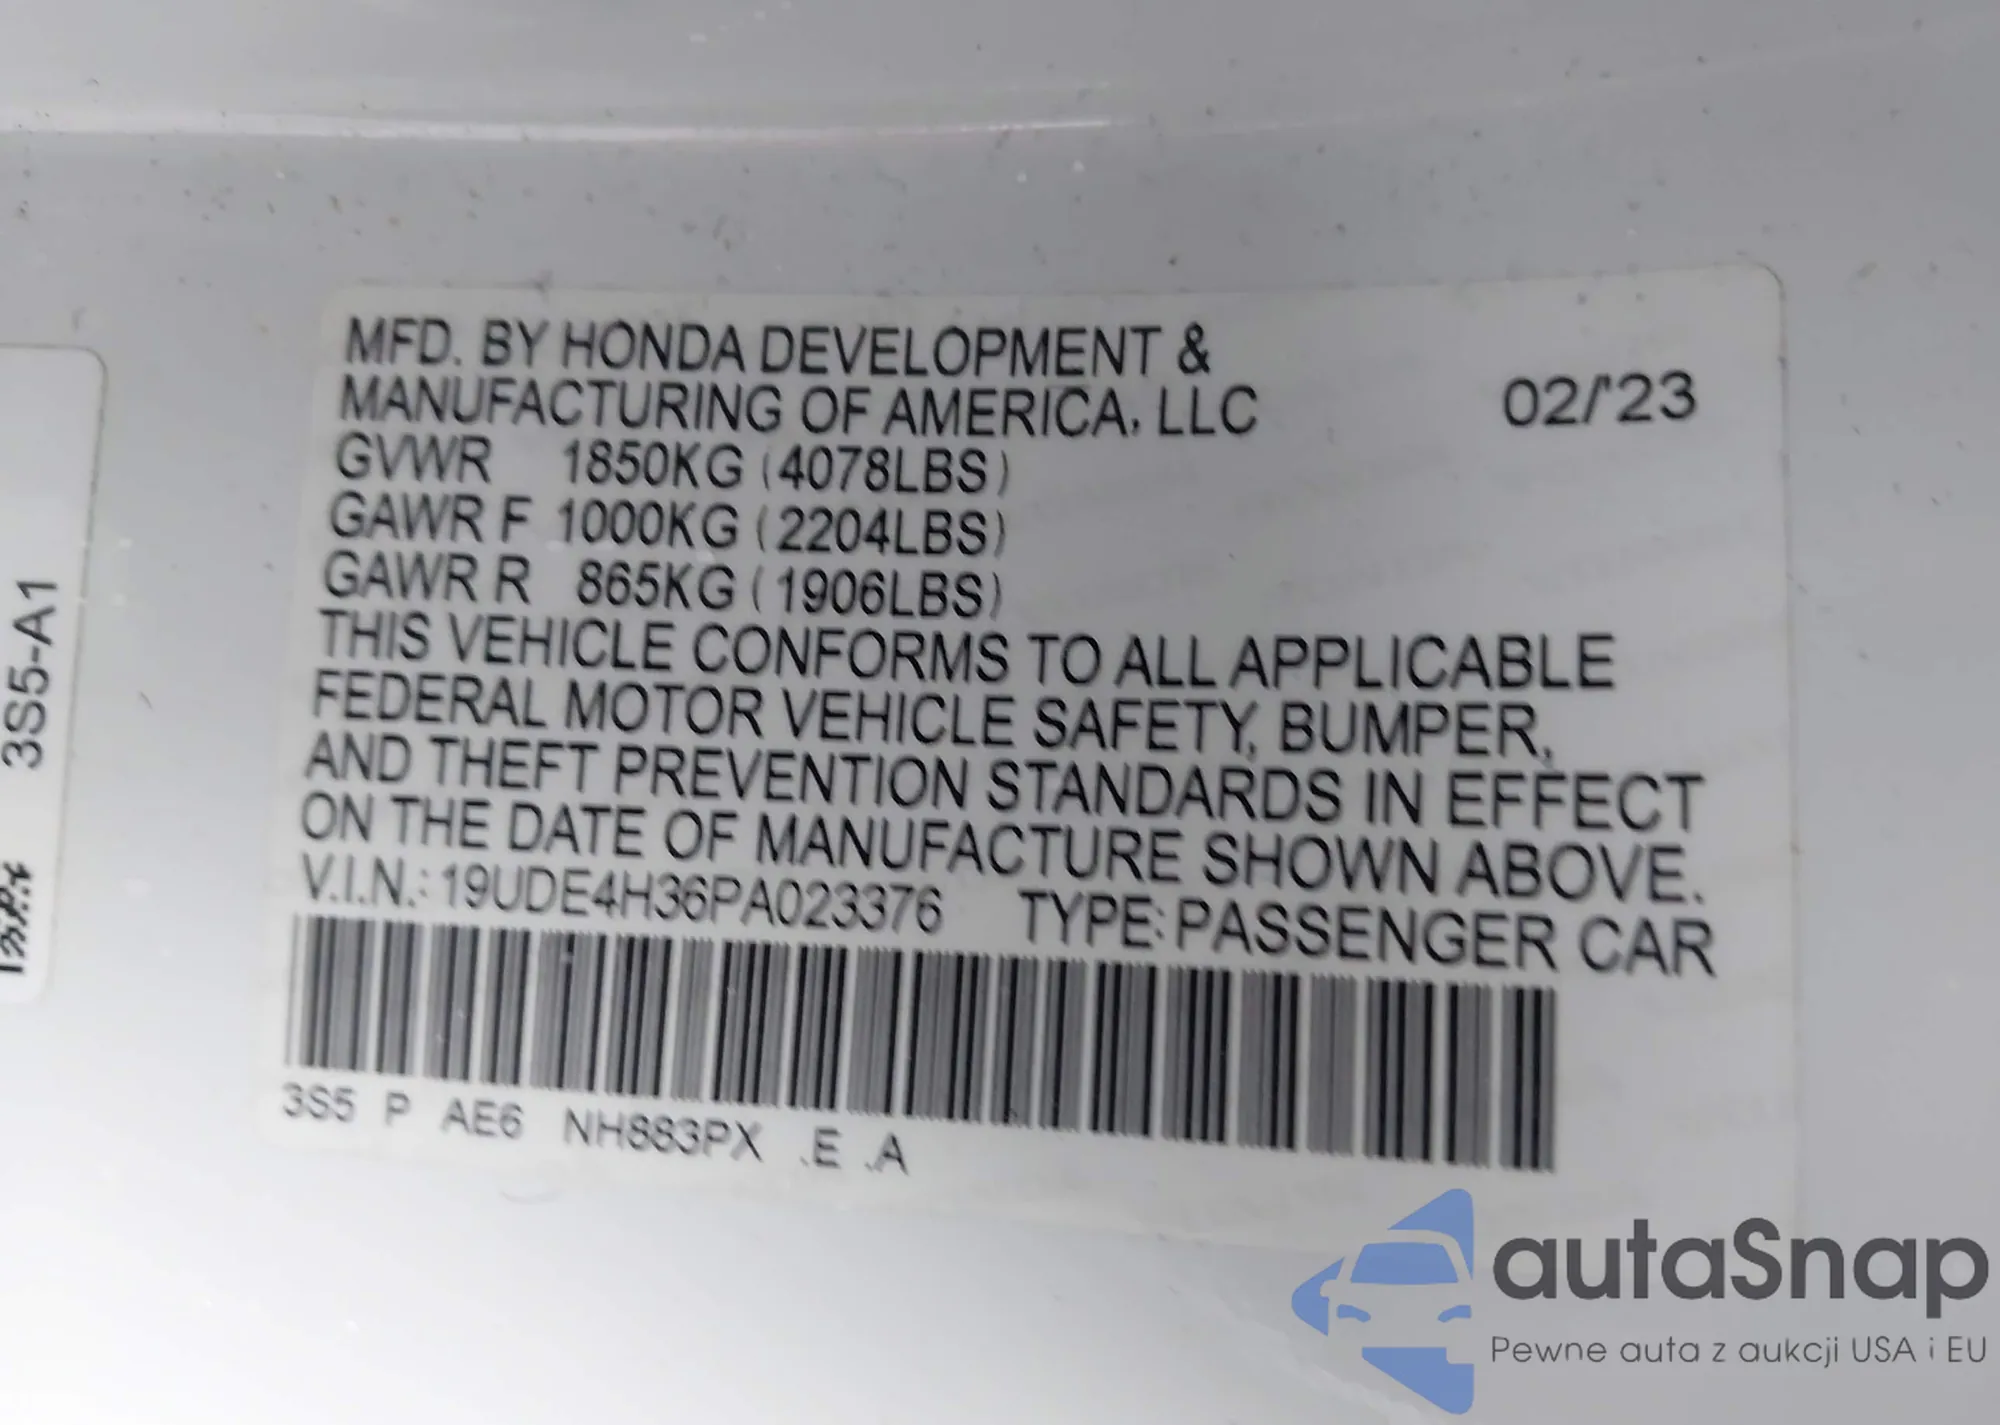 MFD. BY HONDA DEVELOPMENT &
MANUFACTURING OF AMERICA, LLC
02/'23
GVWR 1850KG (4078LBS)
GAWR F 1000KG (2204LBS)
GAWR R 865KG (1906LBS)
THIS VEHICLE CONFORMS TO ALL APPLICABLE
FEDERAL MOTOR VEHICLE SAFETY, BUMPER,
AND THEFT PREVENTION STANDARDS IN EFFECT
ON THE DATE OF MANUFACTURE SHOWN ABOVE.
V.I.N.: 19UDE4H36PA023376 TYPE: PASSENGER CAR
3S5 P AE6 NH883PX .E .A
3S5-A1
autaSnap
Pewne auta z aukcji USA i EU